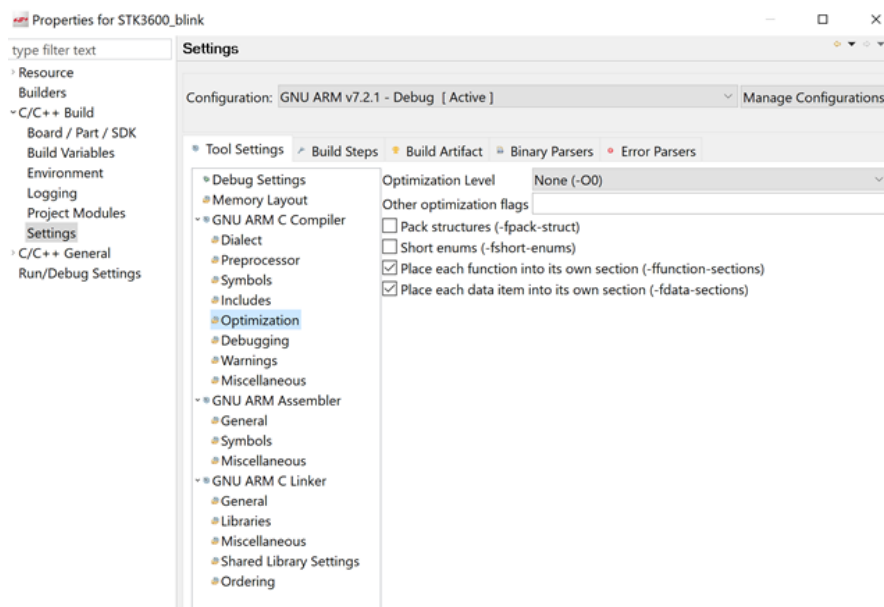 Properties for STK3600_blink
type filter text
Settings
Resource
Builders
C/C++ Build
Board / Part / SDK
Build Variables
Environment
Logging
Project Modules
Settings
C/C++ General
Run/Debug Settings
Configuration: GNU ARM v7.2.1 - Debug [ Active ]
Manage Configurations
Tool Settings
Build Steps
Build Artifact
Binary Parsers
Error Parsers
Debug Settings
Memory Layout
GNU ARM C Compiler
Dialect
Preprocessor
Symbols
Includes
Optimization
Debugging
Warnings
Miscellaneous
GNU ARM Assembler
General
Symbols
Miscellaneous
GNU ARM C Linker
General
Libraries
Miscellaneous
Shared Library Settings
Ordering
Optimization Level None (-O0)
Other optimization flags
Pack structures (-fpack-struct)
Short enums (-fshort-enums)
Place each function into its own section (-ffunction-sections)
Place each data item into its own section (-fdata-sections)